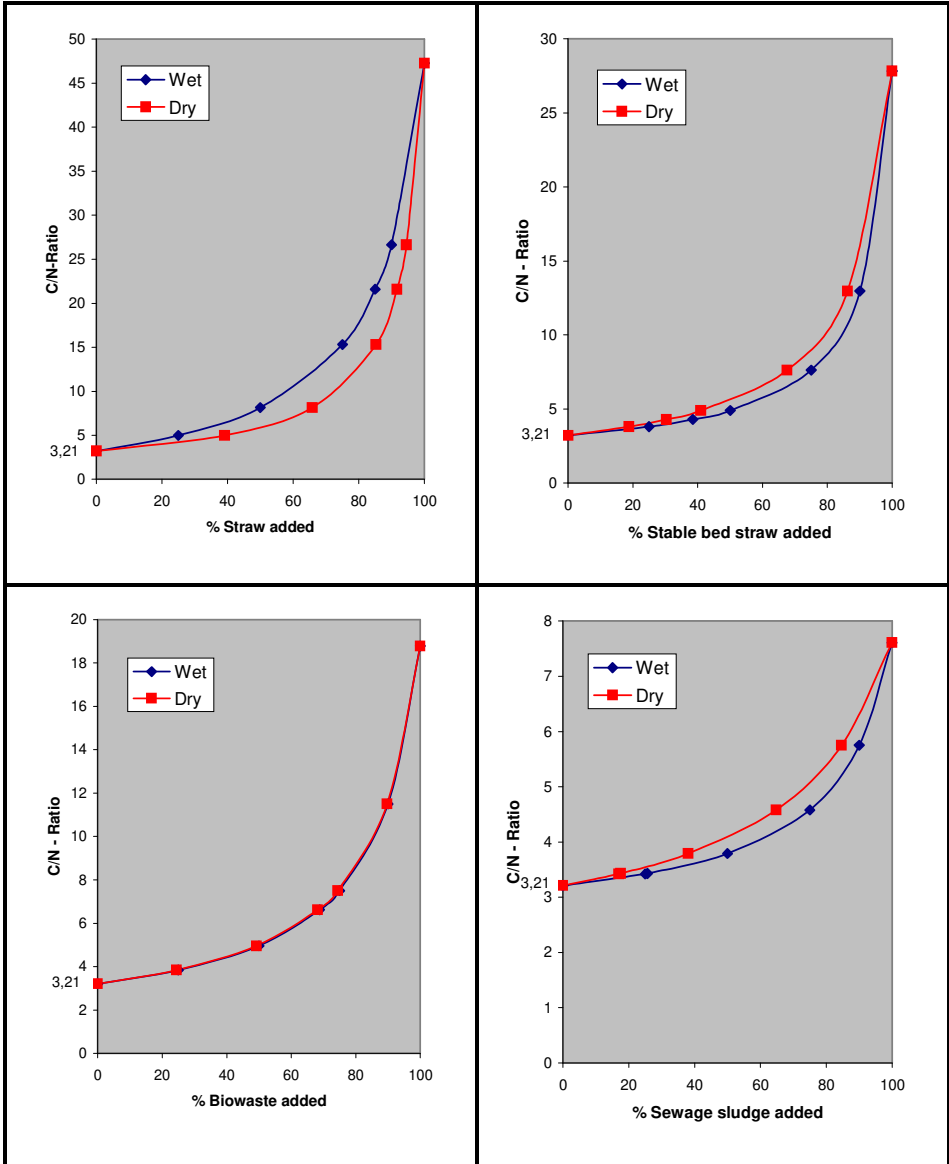 50
45
40
35
30
25
20
15
10
5
3,21
0
0 20 40 60 80 100
C/N-Ratio
% Straw added
Wet
Dry
30
25
20
15
10
5
3,21
0
0 20 40 60 80 100
C/N - Ratio
% Stable bed straw added
Wet
Dry
20
18
16
14
12
10
8
6
4
3,21
2
0
0 20 40 60 80 100
C/N - Ratio
% Biowaste added
Wet
Dry
8
7
6
5
4
3,21
3
2
1
0
0 20 40 60 80 100
C/N - Ratio
% Sewage sludge added
Wet
Dry